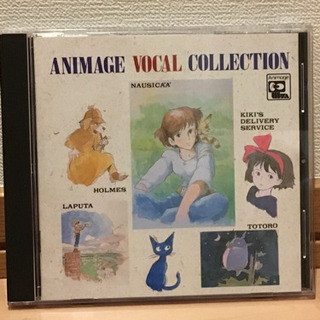 ANIMAGE VOCAL COLLECTION
NAUSICAÄ
Animage
KIKI'S
DELIVERY
SERVICE
HOLMES
LAPUTA
TOTORO